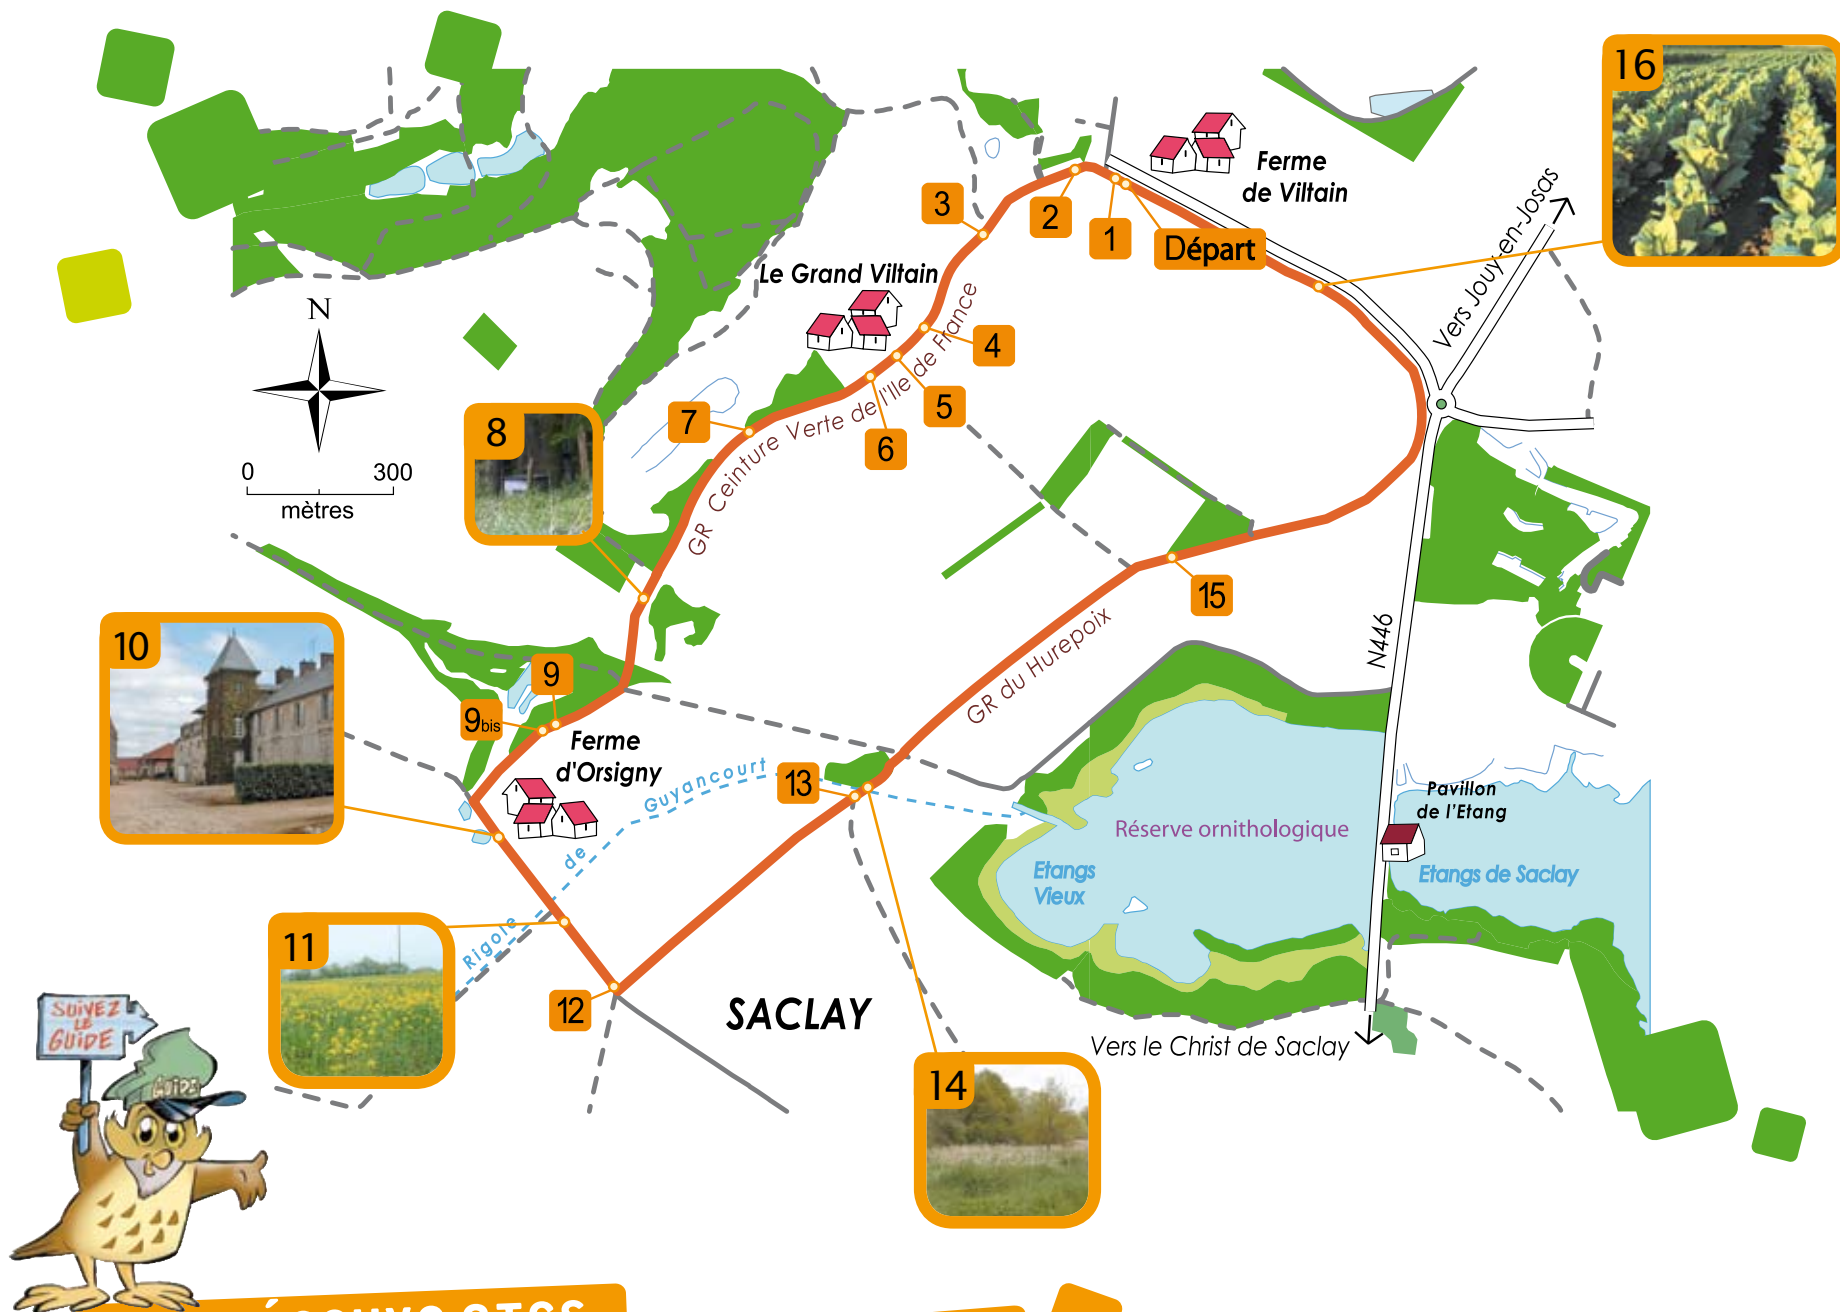 16
Ferme
de Viltain
Vers Jouy-en-Josas
3
2
1
Départ
Le Grand Viltain
N
4
GR Ceinture Verte de l'Ile de France
5
6
7
8
0 300
mètres
15
N446
GR du Hurepoix
10
9
9bis
Ferme
d'Orsigny
Rigole de Guyancourt
13
Pavillon
de l'Etang
Réserve ornithologique
Etangs
Vieux
Etangs de Saclay
11
12
SACLAY
Vers le Christ de Saclay
14
SUIVEZ
LE
GUIDE
GUIDE